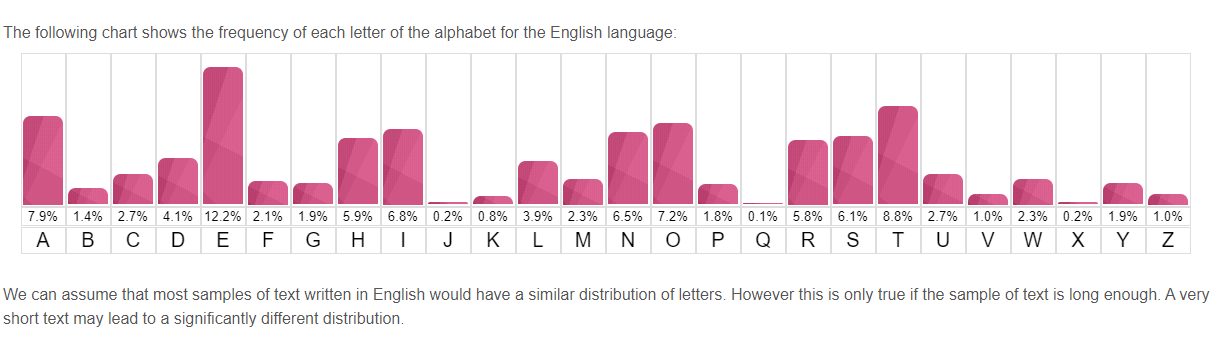 The following chart shows the frequency of each letter of the alphabet for the English language:
7.9% 1.4% 2.7% 4.1% 12.2% 2.1% 1.9% 5.9% 6.8% 0.2% 0.8% 3.9% 2.3% 6.5% 7.2% 1.8% 0.1% 5.8% 6.1% 8.8% 2.7% 1.0% 2.3% 0.2% 1.9% 1.0%
A B C D E F G H I J K L M N O P Q R S T U V W X Y Z
We can assume that most samples of text written in English would have a similar distribution of letters. However this is only true if the sample of text is long enough. A very
short text may lead to a significantly different distribution.